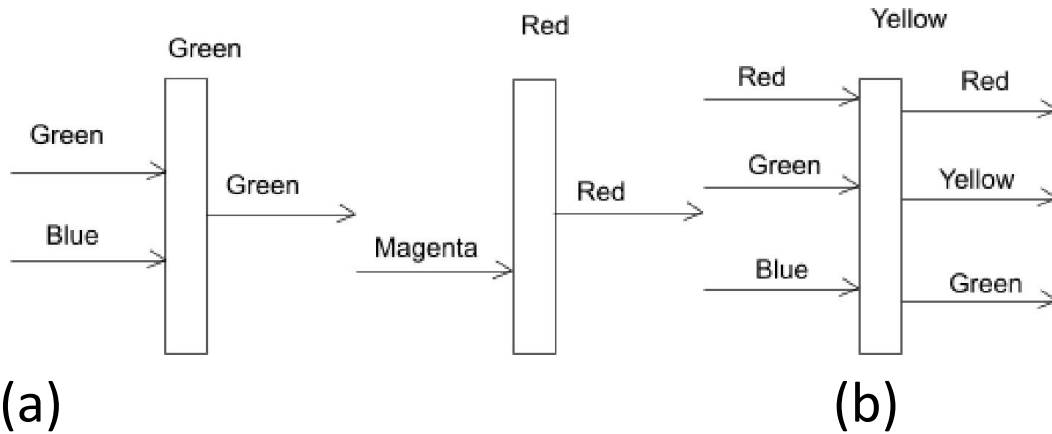 Green
Green
Blue
Green
Red
Magenta
Red
Yellow
Red
Green
Blue
Red
Yellow
Green
(a)
(b)